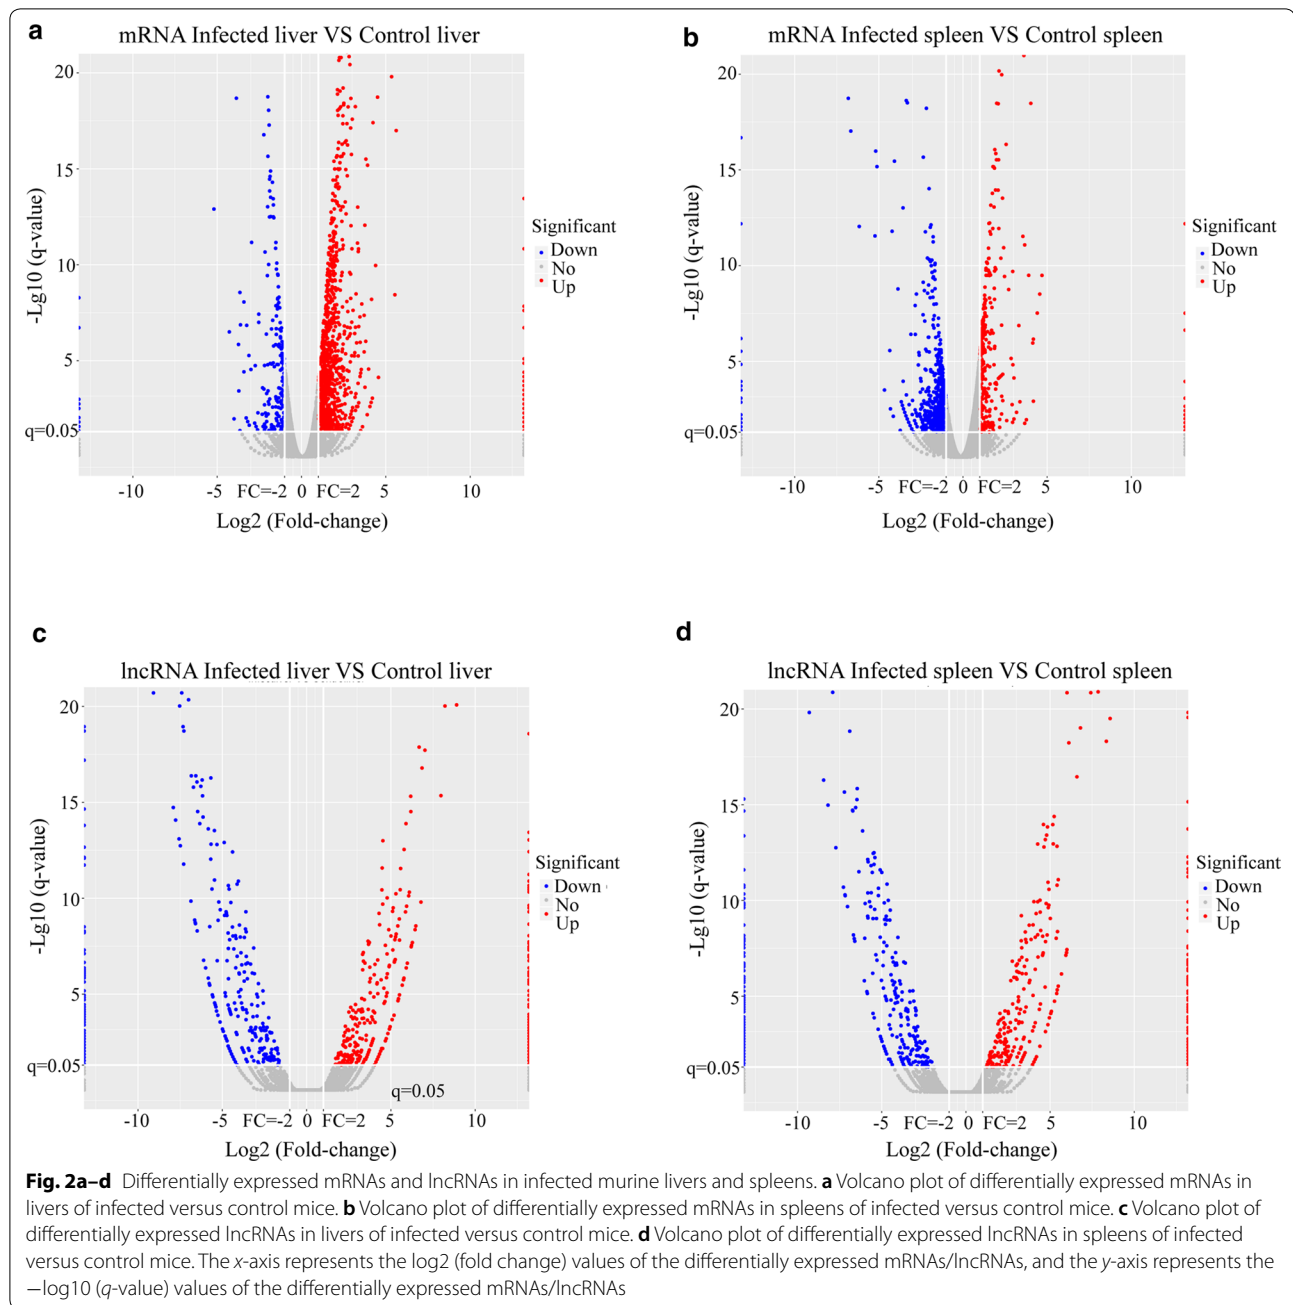 a
mRNA Infected liver VS Control liver
20
15
10
5
q=0.05
-Lg10 (q-value)
-10 -5 FC=-2 0 FC=2 5 10
Log2 (Fold-change)
Significant
Down
No
Up
b
mRNA Infected spleen VS Control spleen
20
15
10
5
q=0.05
-Lg10 (q-value)
-10 -5 FC=-2 0 FC=2 5 10
Log2 (Fold-change)
Significant
Down
No
Up
c
lncRNA Infected liver VS Control liver
20
15
10
5
q=0.05
-Lg10 (q-value)
q=0.05
-10 -5 FC=-2 0 FC=2 5 10
Log2 (Fold-change)
Significant
Down
No
Up
d
lncRNA Infected spleen VS Control spleen
20
15
10
5
q=0.05
-Lg10 (q-value)
-10 -5 FC=-2 0 FC=2 5 10
Log2 (Fold-change)
Significant
Down
No
Up
Fig. 2a–d Differentially expressed mRNAs and lncRNAs in infected murine livers and spleens. a Volcano plot of differentially expressed mRNAs in
livers of infected versus control mice. b Volcano plot of differentially expressed mRNAs in spleens of infected versus control mice. c Volcano plot of
differentially expressed lncRNAs in livers of infected versus control mice. d Volcano plot of differentially expressed lncRNAs in spleens of infected
versus control mice. The x-axis represents the log2 (fold change) values of the differentially expressed mRNAs/lncRNAs, and the y-axis represents the
−log10 (q-value) values of the differentially expressed mRNAs/lncRNAs